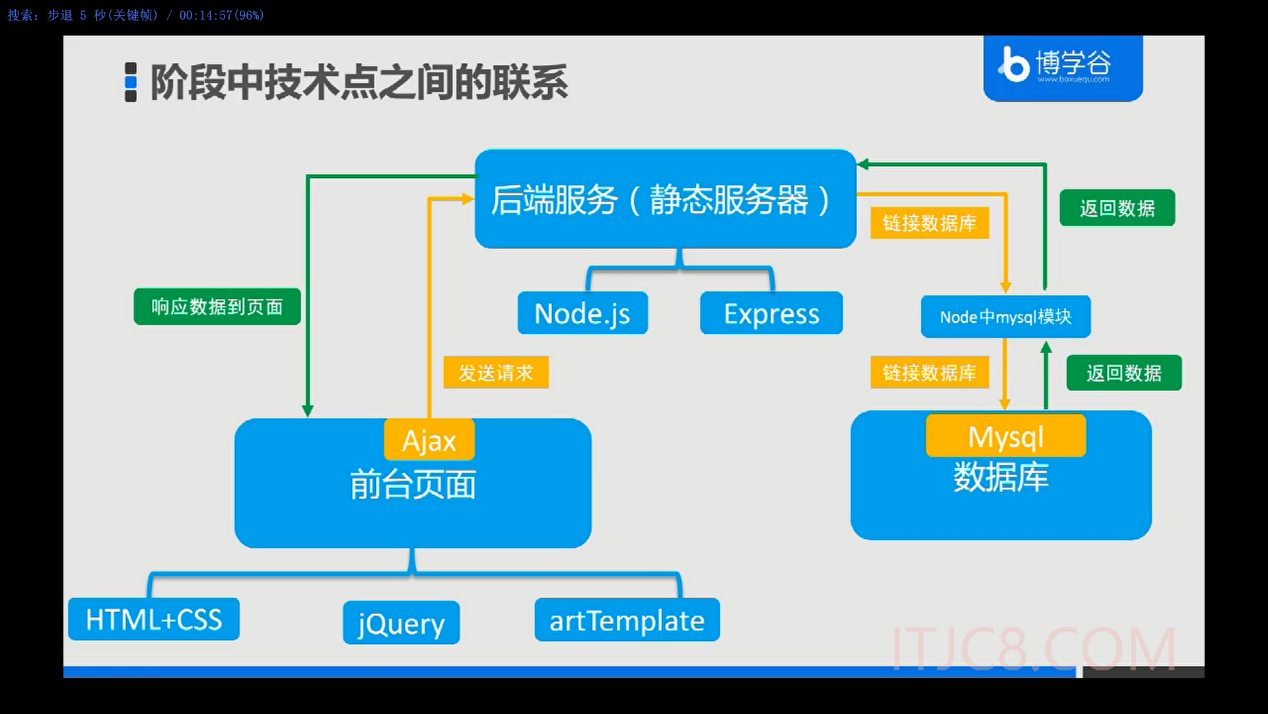 搜索: 步退 5 秒(关键帧) / 00:14:57(96%)
阶段中技术点之间的联系
博学谷
www.boxuegu.com
后端服务（静态服务器）
链接数据库
返回数据
响应数据到页面
Node.js
Express
Node中mysql模块
发送请求
链接数据库
返回数据
Ajax
前台页面
Mysql
数据库
HTML+CSS
jQuery
artTemplate
ITJC8.COM